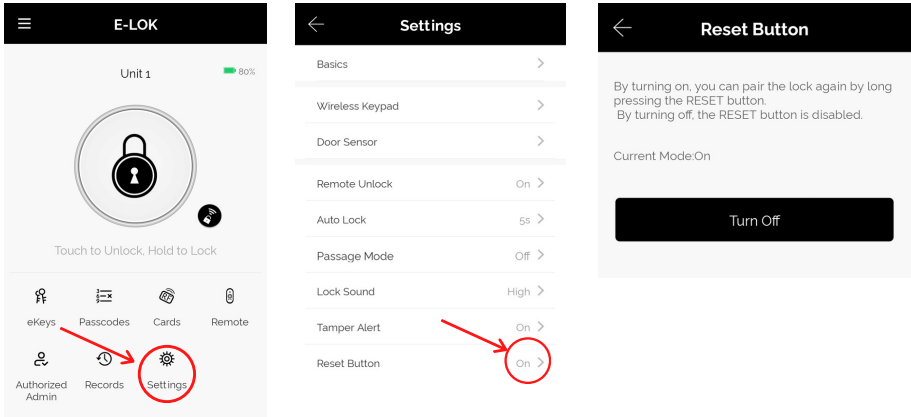 E-LOK
Unit 1
80%
Touch to Unlock, Hold to Lock
eKeys
Passcodes
Cards
Remote
Authorized
Admin
Records
Settings
Settings
Basics
Wireless Keypad
Door Sensor
Remote Unlock On
Auto Lock 5s
Passage Mode Off
Lock Sound High
Tamper Alert On
Reset Button On
Reset Button
By turning on, you can pair the lock again by long
pressing the RESET button.
By turning off, the RESET button is disabled.
Current Mode:On
Turn Off